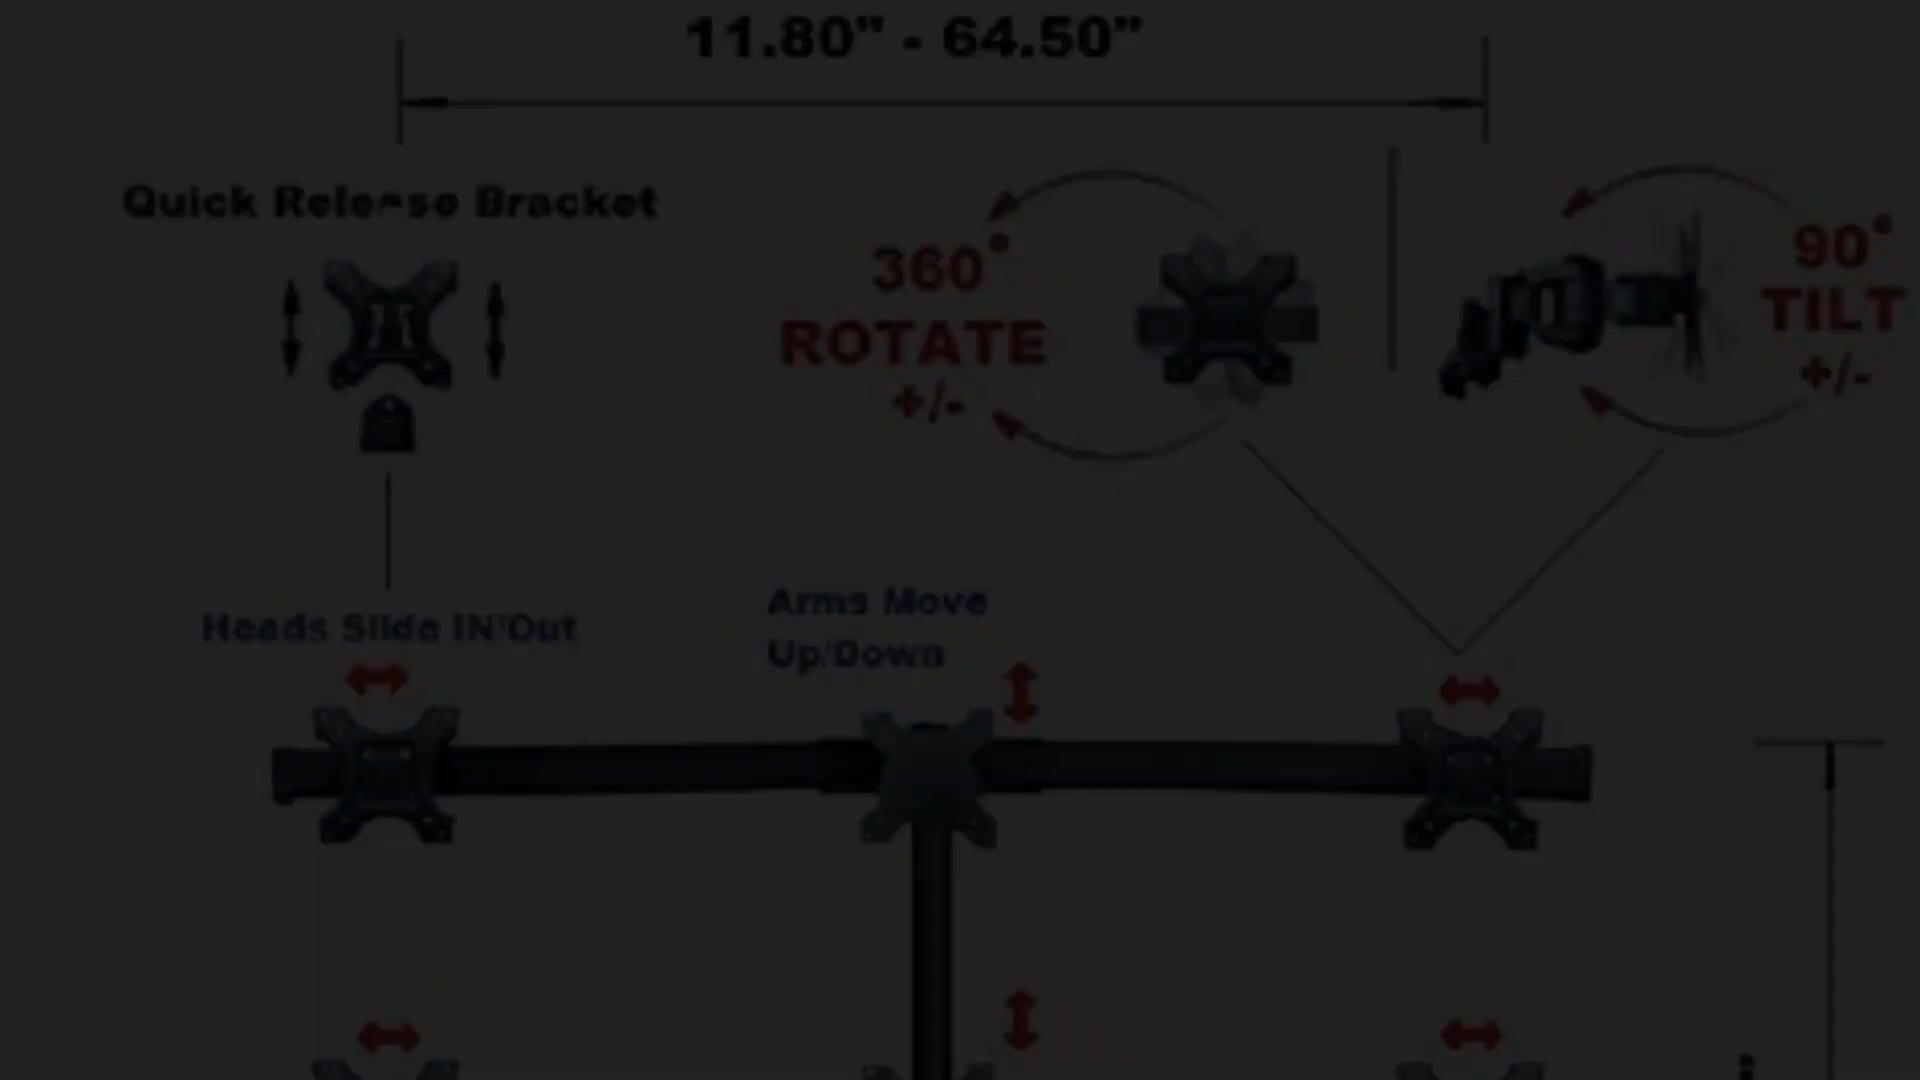 11.80" - 64.50"
Quick Release Bracket
360°
ROTATE
+/-
90°
TILT
+/-
Heads Slide IN/Out
Arms Move
Up/Down